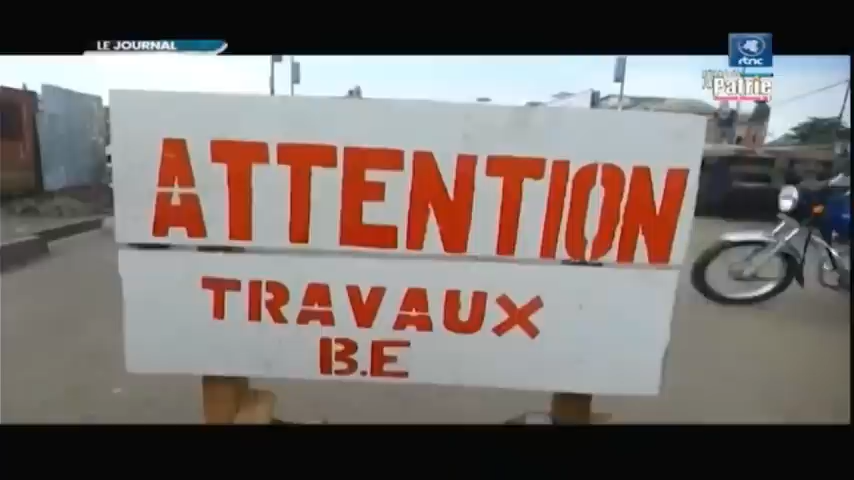 LE JOURNAL
rtnc
Patrie
ATTENTION
TRAVAUX
B.E